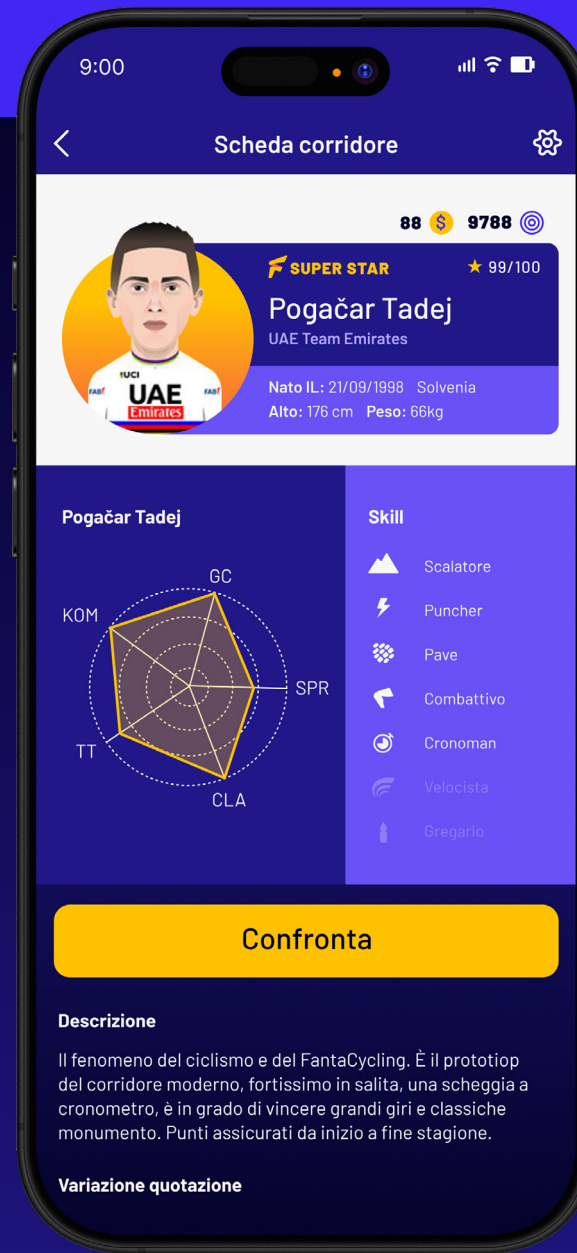 9:00
Scheda corridore
88 $ 9788
SUPER STAR
★ 99/100
Pogačar Tadej
UAE Team Emirates
Nato IL: 21/09/1998 Solvenia
Alto: 176 cm Peso: 66kg
UCI
FAB!
UAE
FAB!
Emirates
Pogačar Tadej
GC
KOM
SPR
TT
CLA
Skill
Scalatore
Puncher
Pave
Combattivo
Cronoman
Velocista
Gregario
Confronta
Descrizione
Il fenomeno del ciclismo e del FantaCycling. È il prototiop
del corridore moderno, fortissimo in salita, una scheggia a
cronometro, è in grado di vincere grandi giri e classiche
monumento. Punti assicurati da inizio a fine stagione.
Variazione quotazione